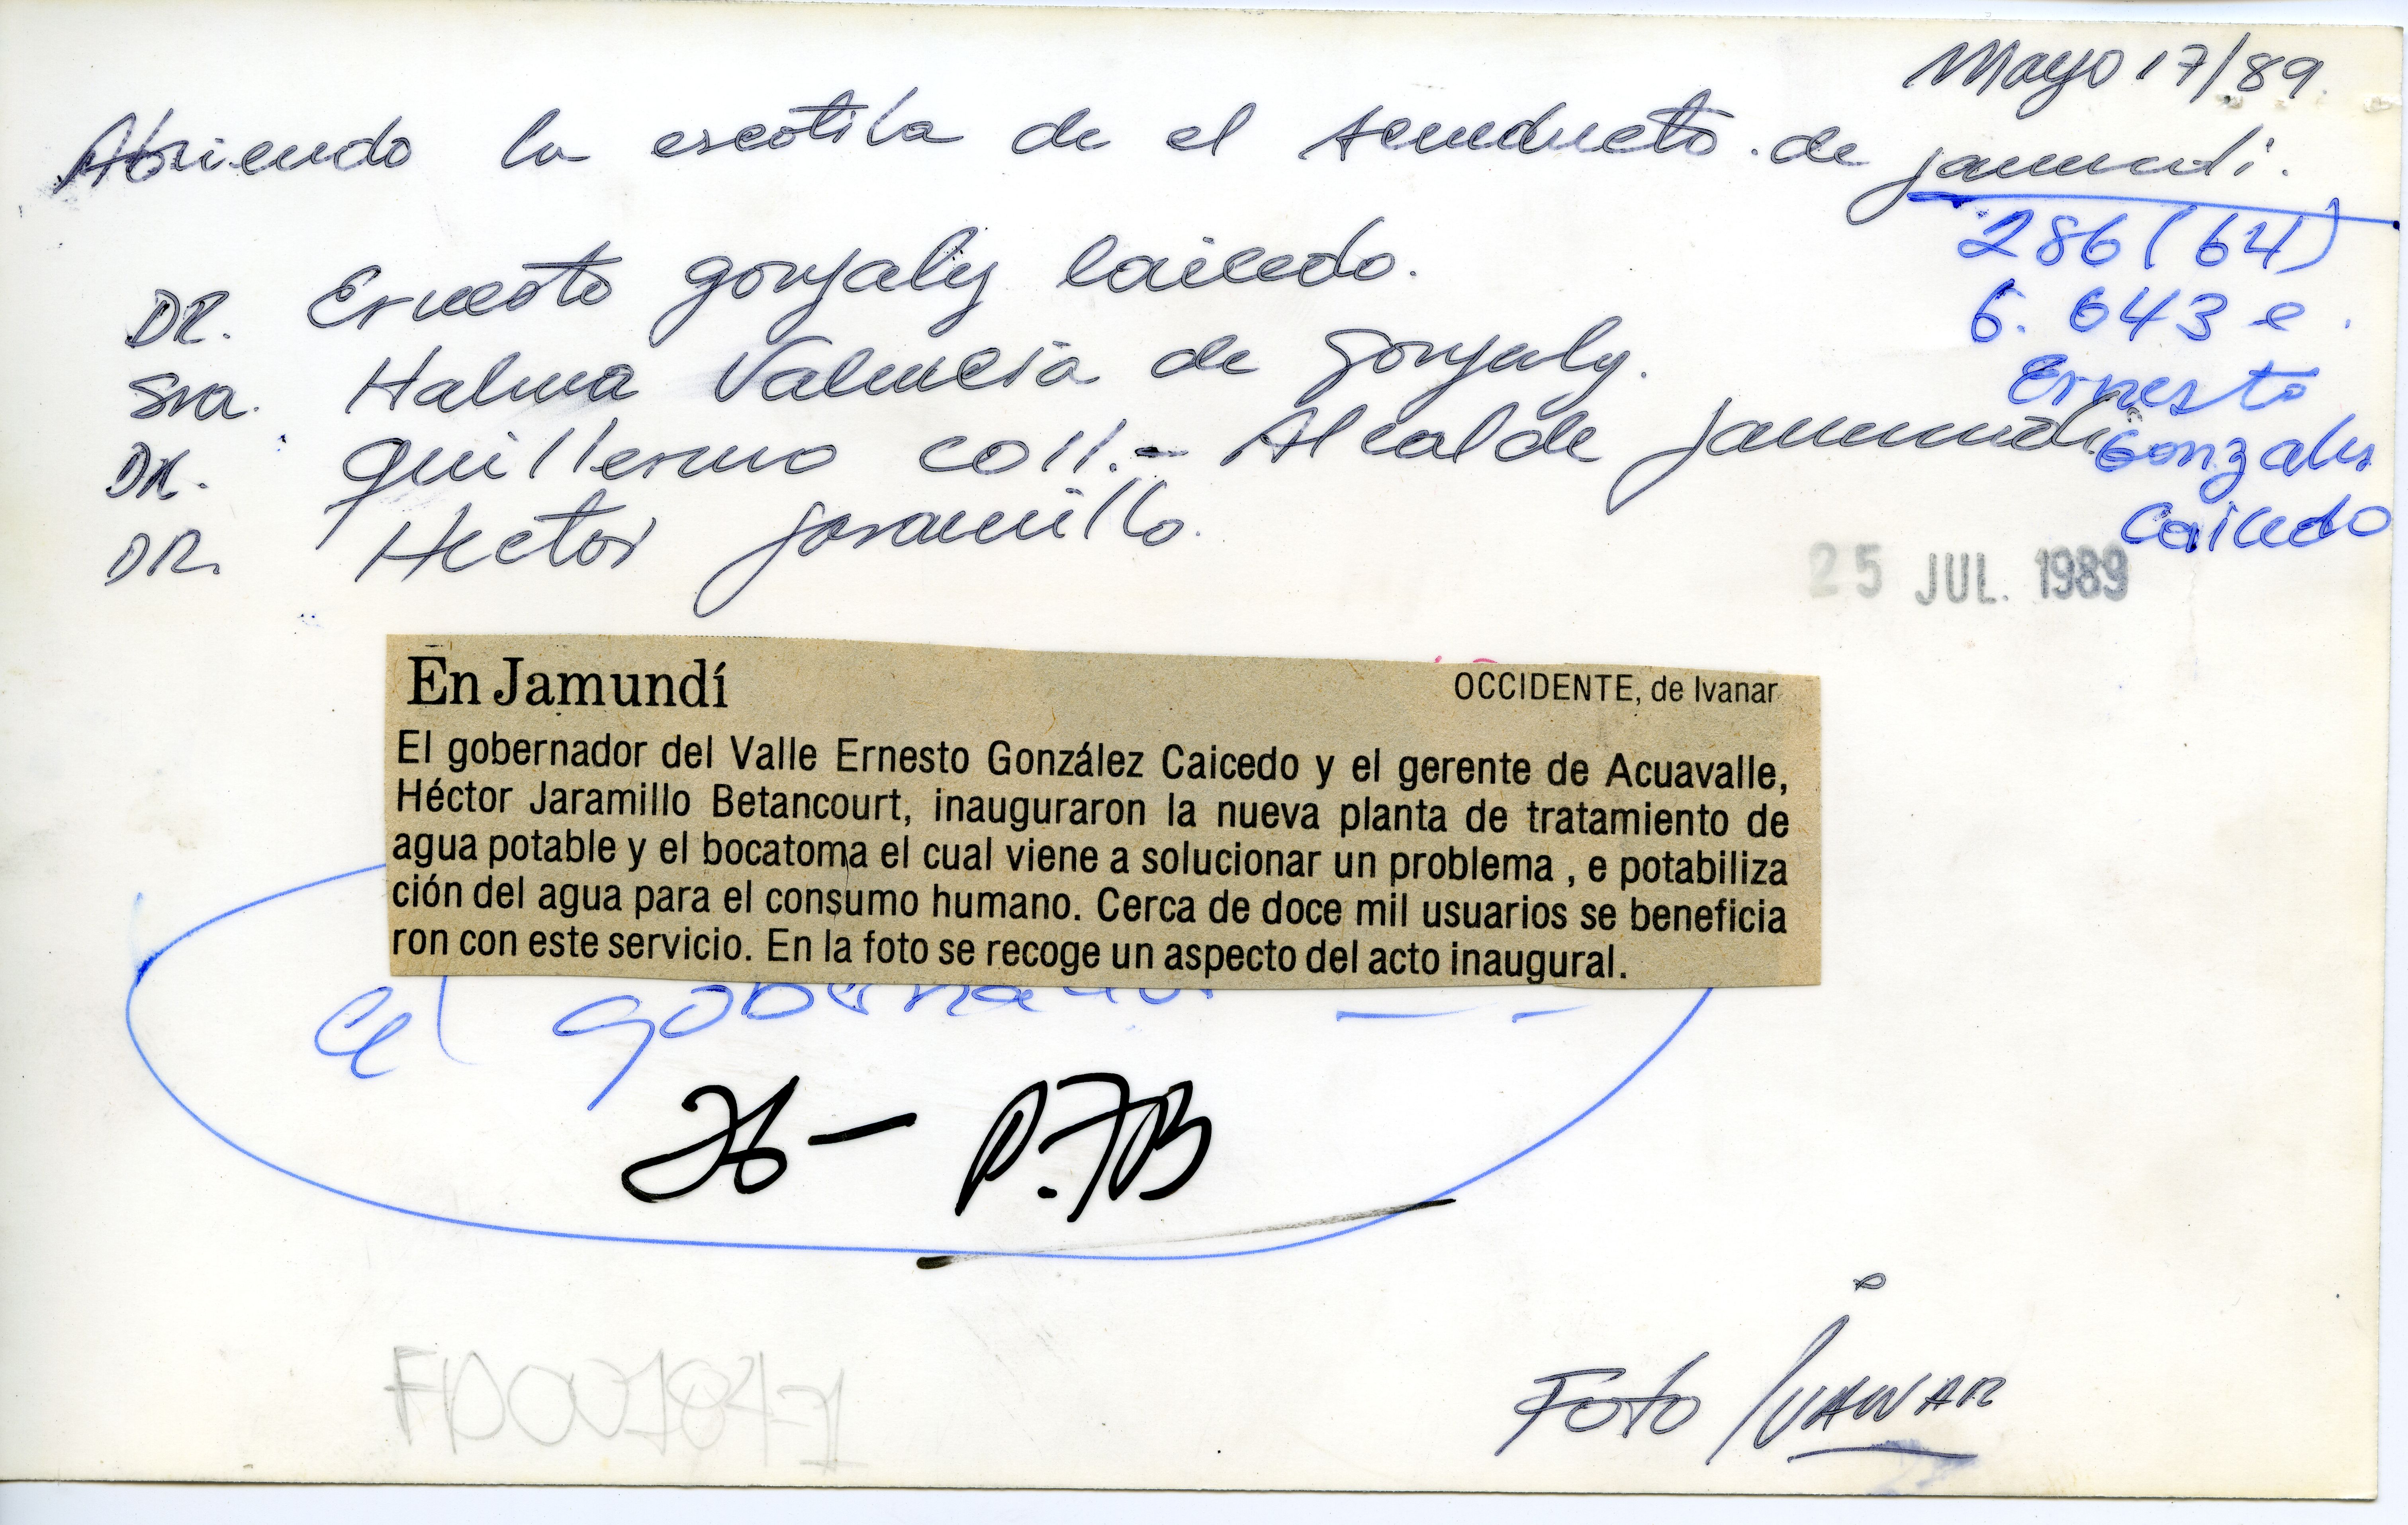 Mayo 17/89.
Abriendo la escotila de el Acueducto. de jamundi.
286 (64)
6. 643 e.
Ernesto
Gonzales
Caicedo
DR. Ernesto gonzalez Caicedo.
Sra. Halma Valencia de gonzalez.
DR. guillermo coll.- Alcalde jamundi
DR. Hector jaramillo.
25 JUL. 1989
En Jamundí
OCCIDENTE, de Ivanar
El gobernador del Valle Ernesto González Caicedo y el gerente de Acuavalle,
Héctor Jaramillo Betancourt, inauguraron la nueva planta de tratamiento de
agua potable y el bocatoma el cual viene a solucionar un problema , e potabiliza
ción del agua para el consumo humano. Cerca de doce mil usuarios se beneficia
ron con este servicio. En la foto se recoge un aspecto del acto inaugural.
el gobernador
26- P.7B
Foto IVANAR